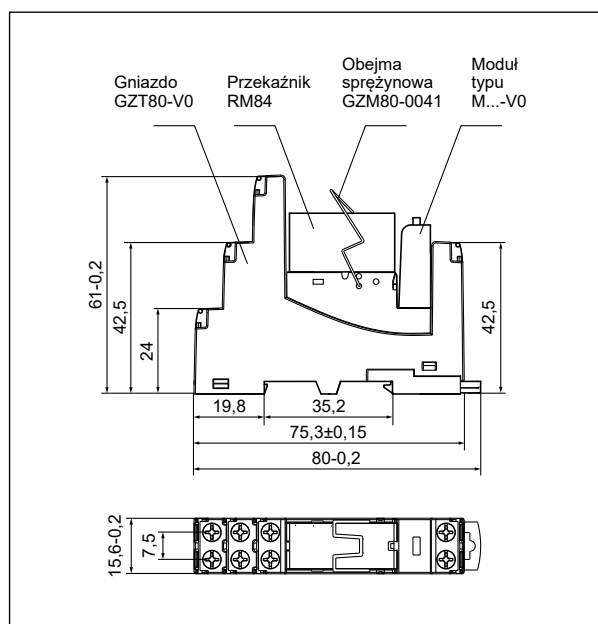 Gniazdo
GZT80-V0
Przekaźnik
RM84
Obejma
sprężynowa
GZM80-0041
Moduł
typu
M...-V0
61-0,2
42,5
24
42,5
19,8
35,2
75,3±0,15
80-0,2
15,6-0,2
7,5